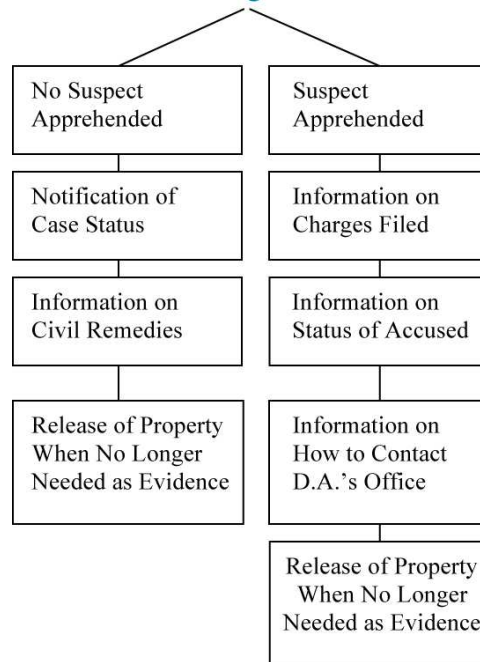 No Suspect
Apprehended
Notification of
Case Status
Information on
Civil Remedies
Release of Property
When No Longer
Needed as Evidence
Suspect
Apprehended
Information on
Charges Filed
Information on
Status of Accused
Information on
How to Contact
D.A.'s Office
Release of Property
When No Longer
Needed as Evidence